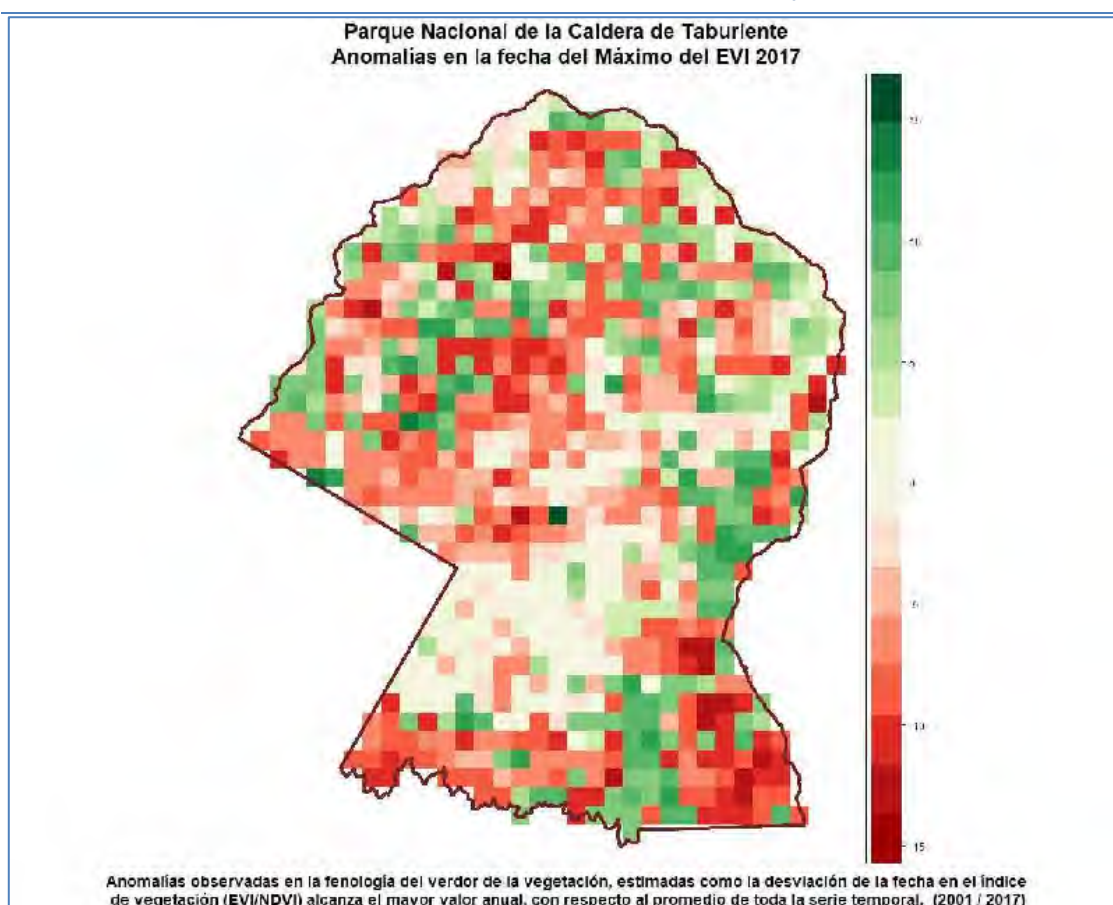 Parque Nacional de la Caldera de Taburiente
Anomalías en la fecha del Máximo del EVI 2017
10
5
0
5
10
15
Anomalías observadas en la fenología del verdor de la vegetación, estimadas como la desviación de la fecha en el índice
de vegetación (EVI/NDVI) alcanza el mayor valor anual, con respecto al promedio de toda la serie temporal. (2001 / 2017)